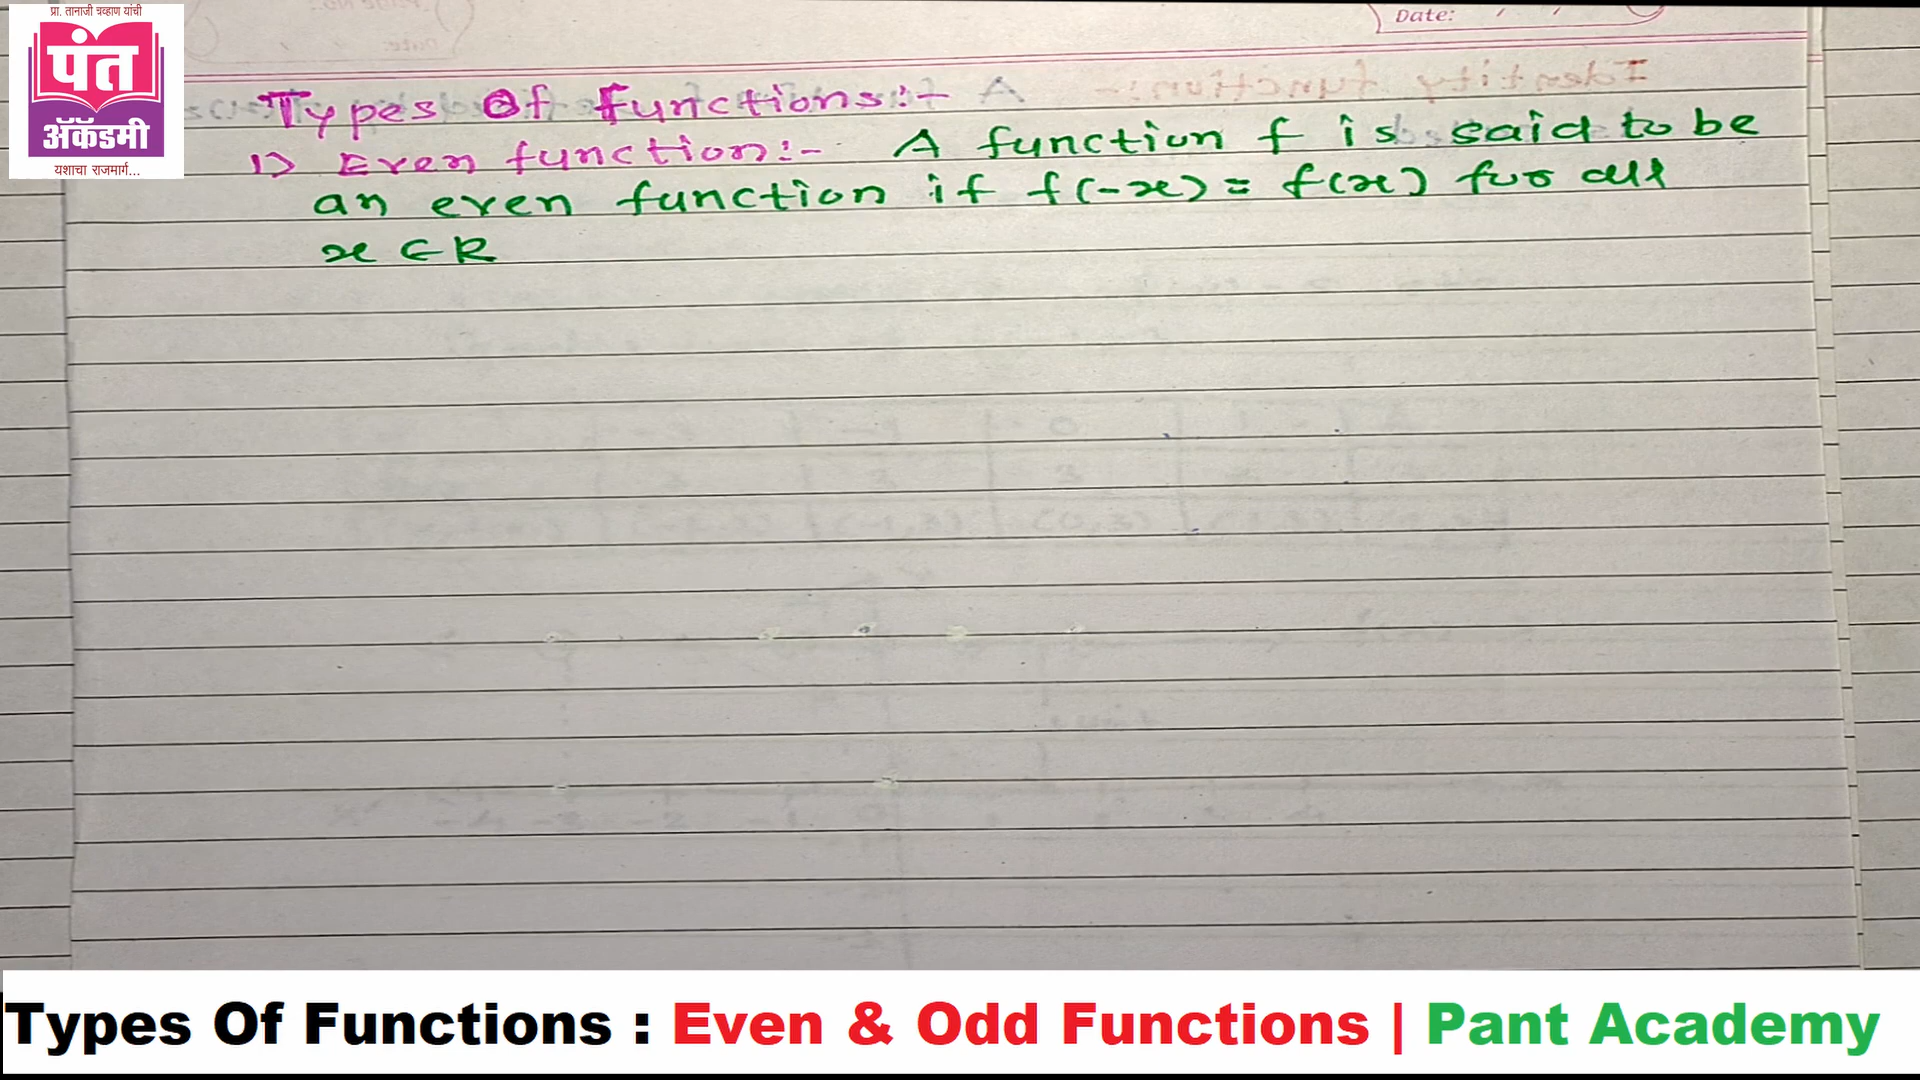 प्रा. तानाजी चव्हाण यांची
पंत
ॲकॅडमी
यशाचा राजमार्ग...
Date:
Types Of Functions:-
1) Even function:- A function f is said to be
an even function if f(-x) = f(x) for all
x ∈ R
Types Of Functions : Even & Odd Functions | Pant Academy